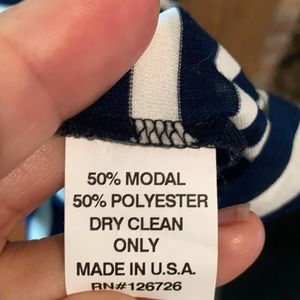 50% MODAL
50% POLYESTER
DRY CLEAN
ONLY
MADE IN U.S.A.
RN#126726